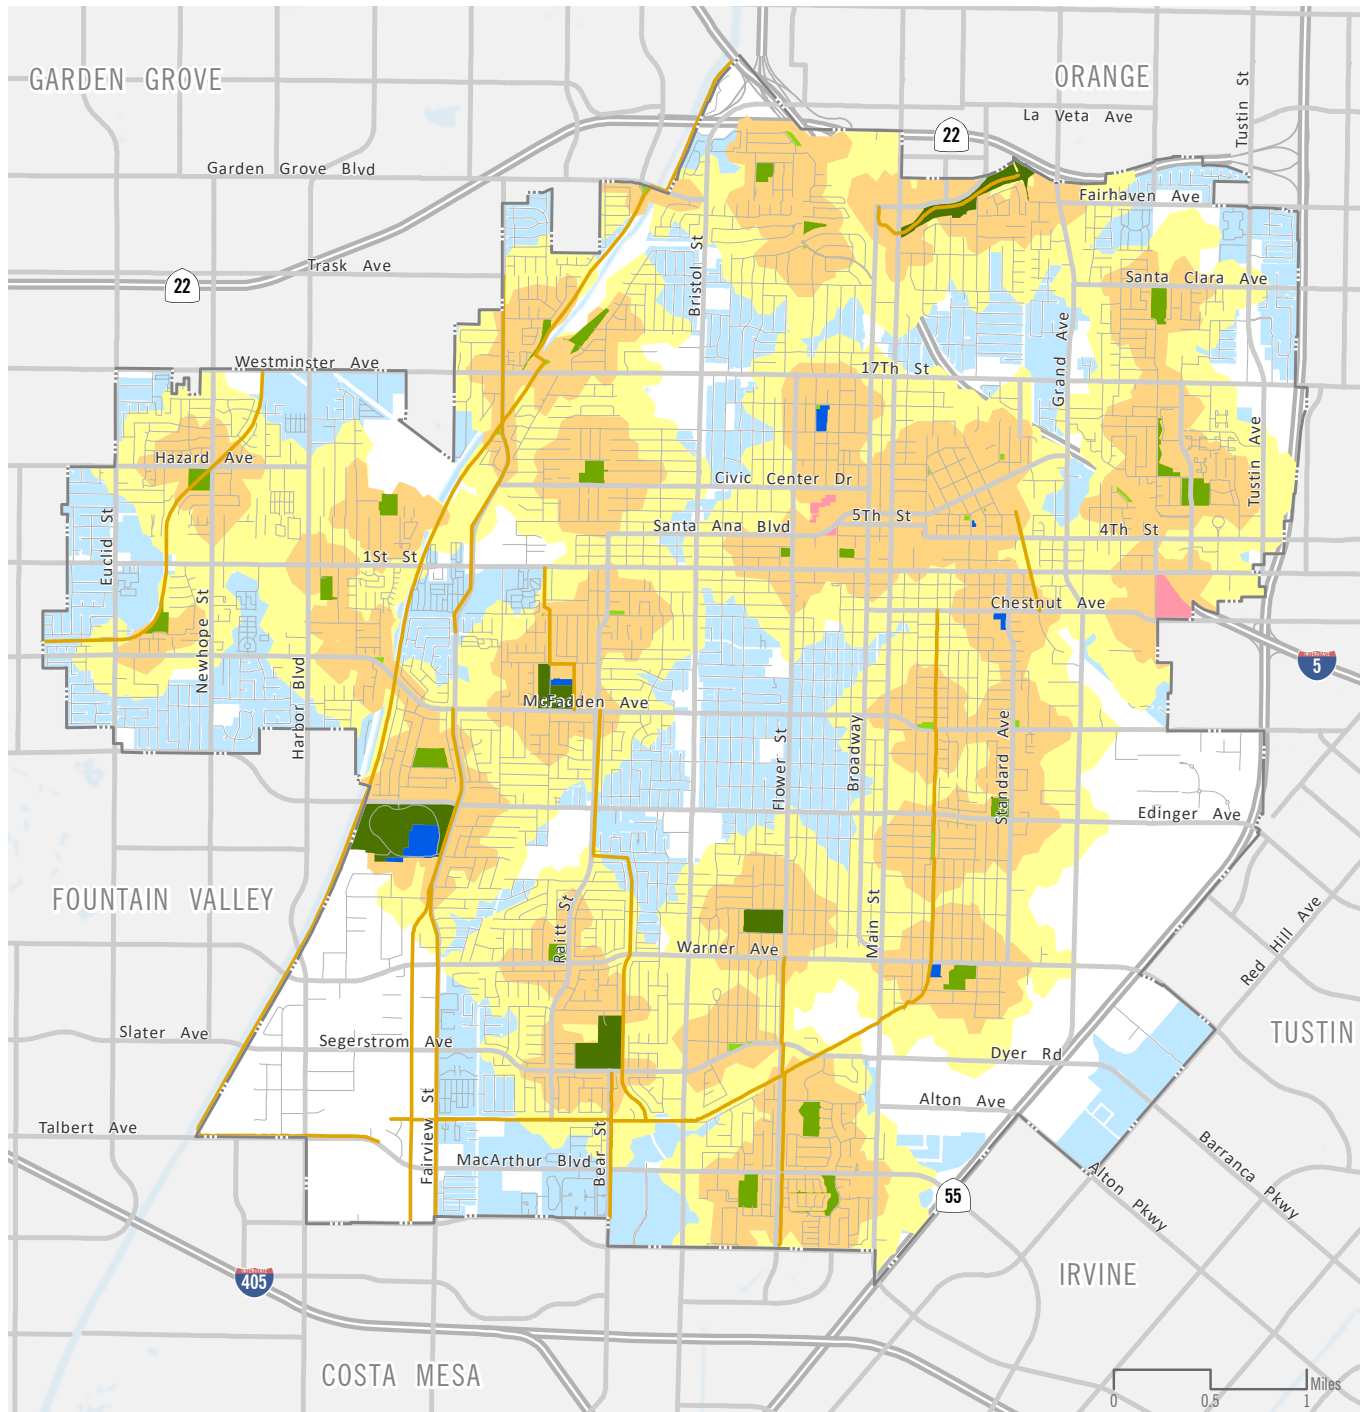 GARDEN GROVE
ORANGE
La Veta Ave
Tustin St
22
Garden Grove Blvd
Fairhaven Ave
Trask Ave
22
Bristol St
Santa Clara Ave
Westminster Ave
17Th St
Grand Ave
Hazard Ave
Civic Center Dr
Tustin Ave
Euclid St
Santa Ana Blvd
5Th St
4Th St
1St St
Newhope St
Chestnut Ave
5
Harbor Blvd
McFadden Ave
Flower St
Broadway
Standard Ave
Edinger Ave
FOUNTAIN VALLEY
Raitt St
Main St
Warner Ave
Red Hill Ave
Slater Ave
Segerstrom Ave
Dyer Rd
TUSTIN
Fairview St
Alton Ave
Talbert Ave
Bear St
MacArthur Blvd
Barranca Pkwy
Alton Pkwy
55
IRVINE
405
COSTA MESA
Miles
0 0.5 1